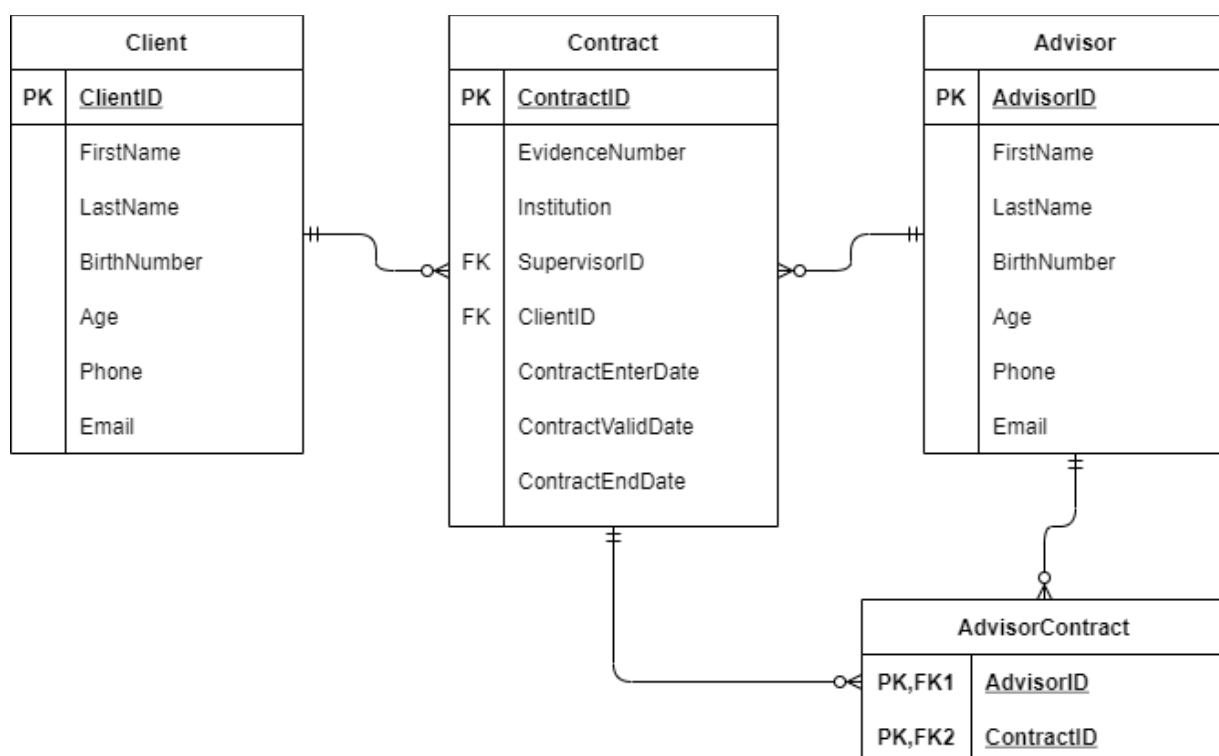 Client
PK ClientID
FirstName
LastName
BirthNumber
Age
Phone
Email
Contract
PK ContractID
EvidenceNumber
Institution
FK SupervisorID
FK ClientID
ContractEnterDate
ContractValidDate
ContractEndDate
Advisor
PK AdvisorID
FirstName
LastName
BirthNumber
Age
Phone
Email
AdvisorContract
PK,FK1 AdvisorID
PK,FK2 ContractID